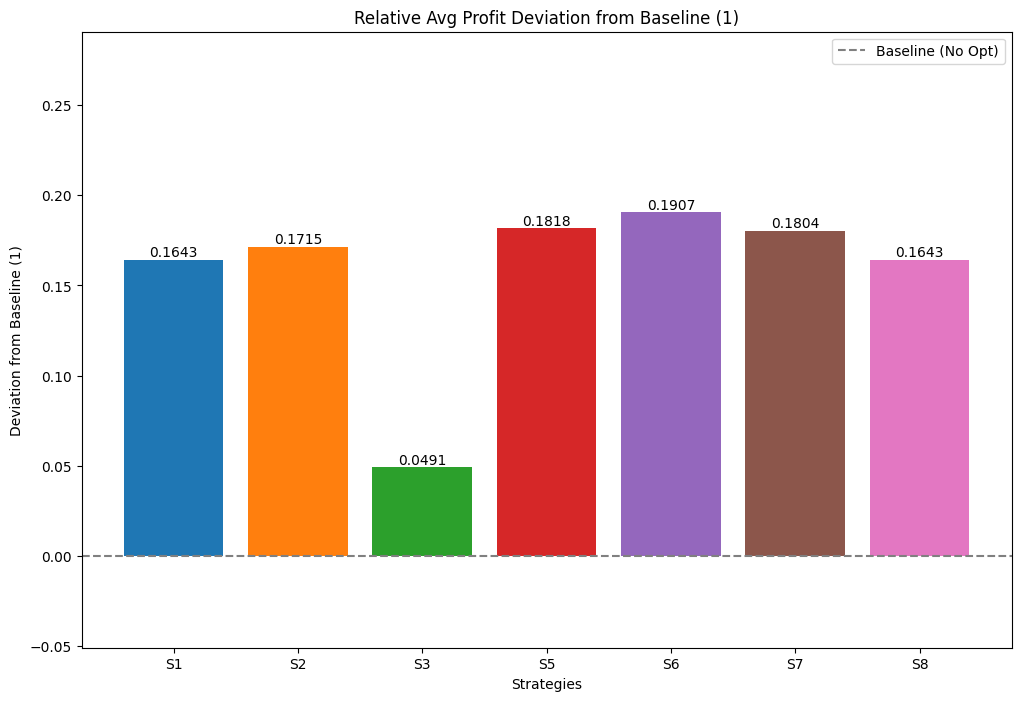 Relative Avg Profit Deviation from Baseline (1)
Baseline (No Opt)
Deviation from Baseline (1)
0.25
0.20
0.15
0.10
0.05
0.00
−0.05
0.1643
0.1715
0.0491
0.1818
0.1907
0.1804
0.1643
S1
S2
S3
S5
S6
S7
S8
Strategies